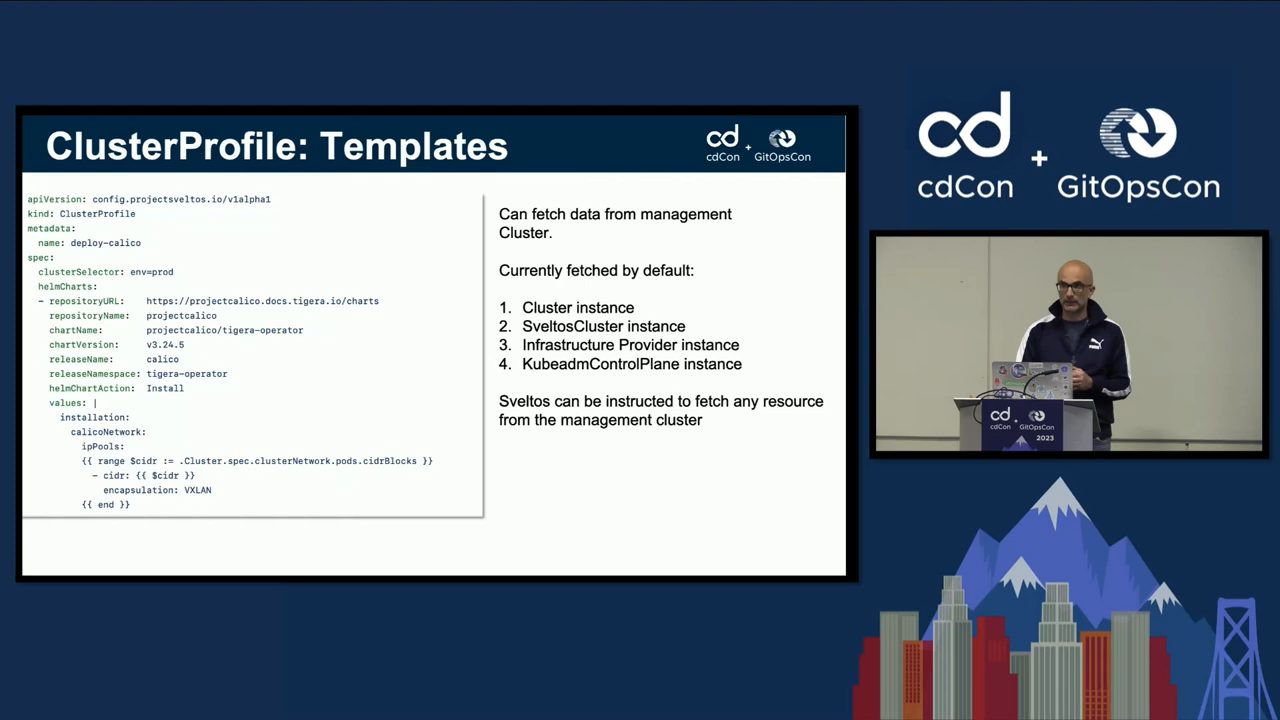 ClusterProfile: Templates
cd
cdCon
+
GitOpsCon
apiVersion: config.projectsveltos.io/v1alpha1
kind: ClusterProfile
metadata:
  name: deploy-calico
spec:
  clusterSelector: env=prod
  helmCharts:
  - repositoryURL:    https://projectcalico.docs.tigera.io/charts
    repositoryName:   projectcalico
    chartName:        projectcalico/tigera-operator
    chartVersion:     v3.24.5
    releaseName:      calico
    releaseNamespace: tigera-operator
    helmChartAction:  Install
    values: |
      installation:
        calicoNetwork:
          ipPools:
          {{ range $cidr := .Cluster.spec.clusterNetwork.pods.cidrBlocks }}
            - cidr: {{ $cidr }}
              encapsulation: VXLAN
          {{ end }}
Can fetch data from management
Cluster.
Currently fetched by default:
1. Cluster instance
2. SveltosCluster instance
3. Infrastructure Provider instance
4. KubeadmControlPlane instance
Sveltos can be instructed to fetch any resource
from the management cluster
cd
cdCon
+
GitOpsCon
cd
cdCon
GitOpsCon
2023